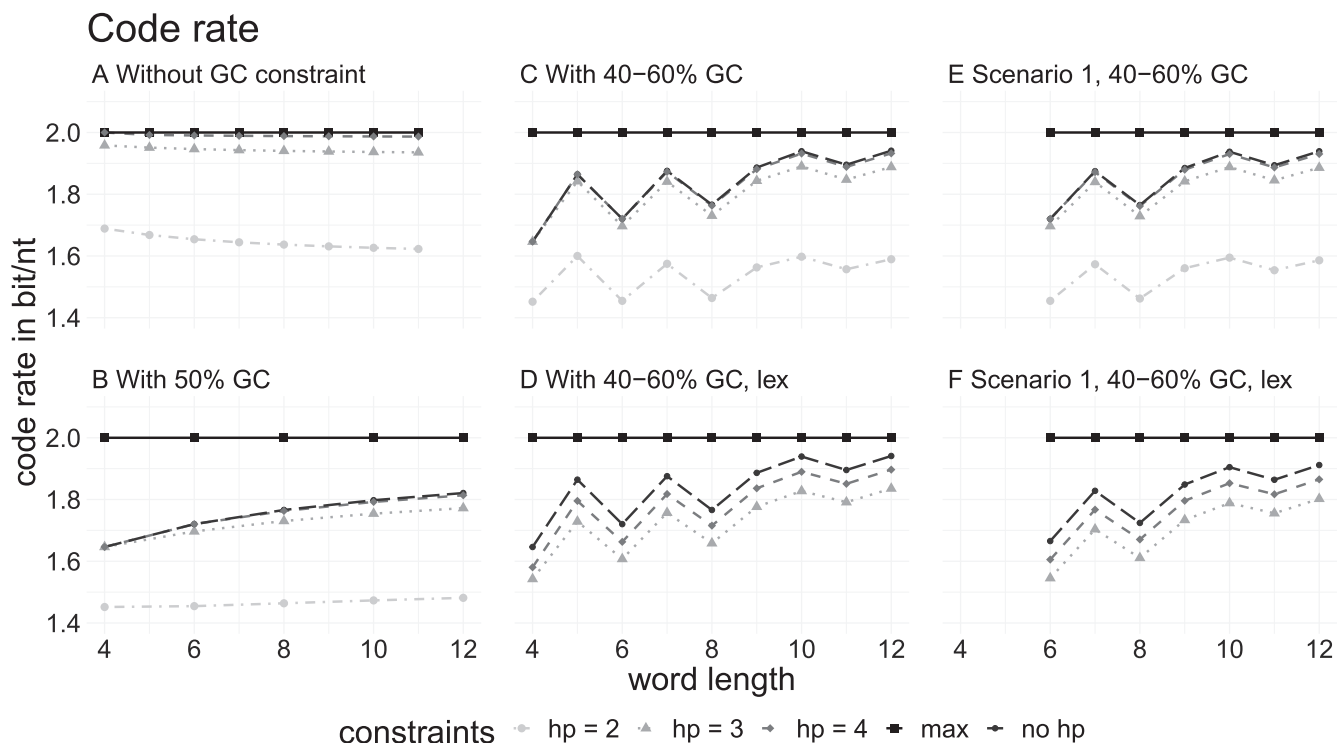 Code rate
A Without GC constraint
C With 40−60% GC
E Scenario 1, 40−60% GC
2.0
1.8
1.6
1.4
B With 50% GC
D With 40−60% GC, lex
F Scenario 1, 40−60% GC, lex
code rate in bit/nt
2.0
1.8
1.6
1.4
4 6 8 10 12
4 6 8 10 12
4 6 8 10 12
word length
constraints hp = 2 hp = 3 hp = 4 max no hp